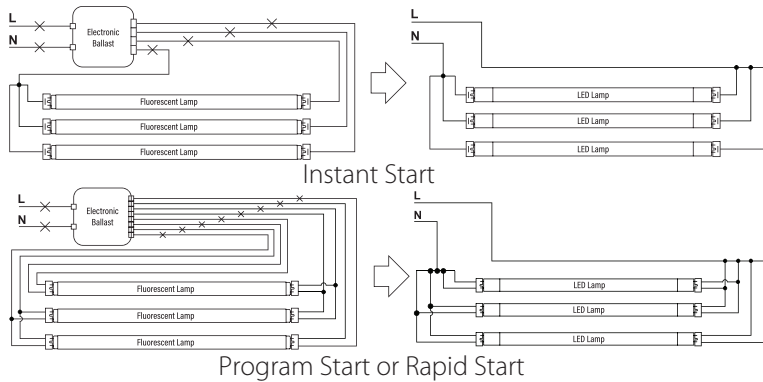 L
N
Electronic
Ballast
Fluorescent Lamp
Fluorescent Lamp
Fluorescent Lamp
L
N
LED Lamp
LED Lamp
LED Lamp
Instant Start
L
N
Electronic
Ballast
Fluorescent Lamp
Fluorescent Lamp
Fluorescent Lamp
L
N
LED Lamp
LED Lamp
LED Lamp
Program Start or Rapid Start